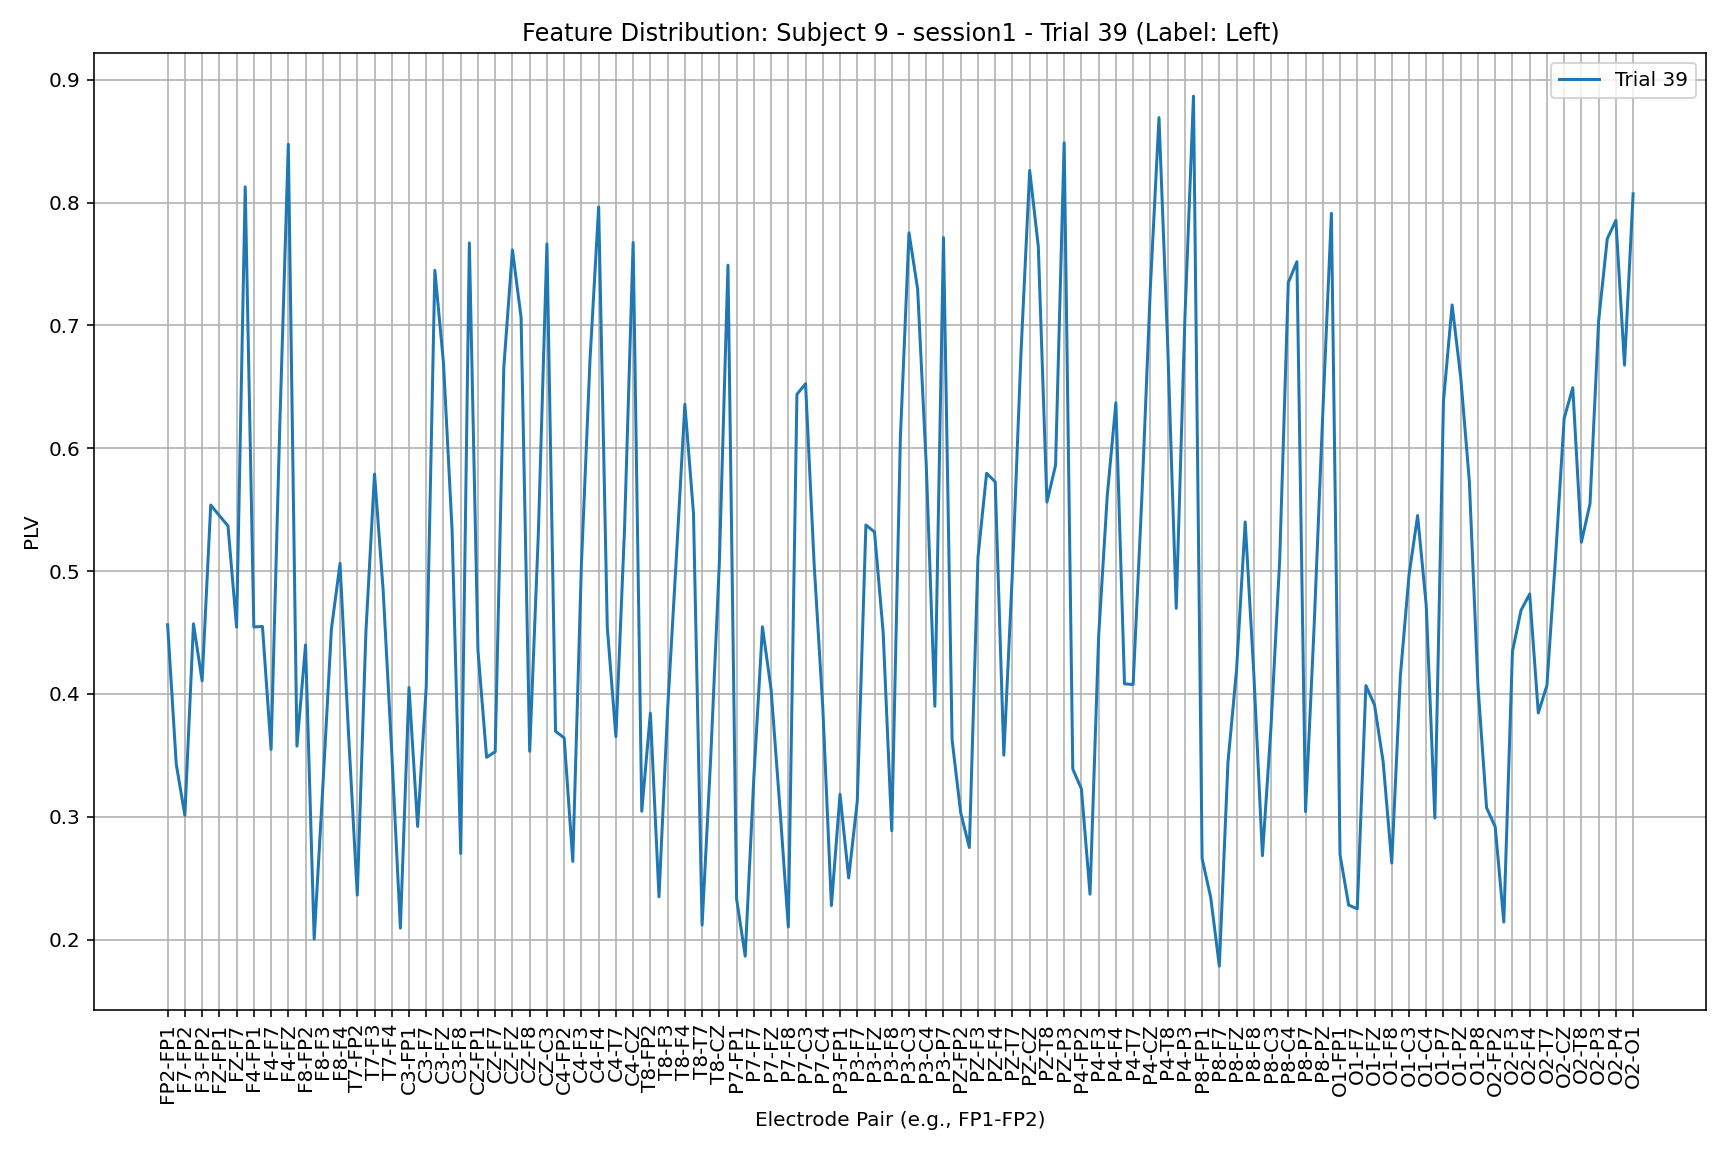 Feature Distribution: Subject 9 - session1 - Trial 39 (Label: Left)
Trial 39
0.9
0.8
0.7
0.6
0.5
0.4
0.3
0.2
PLV
FP2-FP1
F7-FP2
F3-FP2
FZ-FP1
FZ-F7
F4-FP1
F4-F7
F4-FZ
F8-FP2
F8-F3
F8-F4
T7-FP2
T7-F3
T7-F4
C3-FP1
C3-F7
C3-FZ
C3-F8
CZ-FP1
CZ-F7
CZ-FZ
CZ-F8
CZ-C3
C4-FP2
C4-F3
C4-F4
C4-T7
C4-CZ
T8-FP2
T8-F3
T8-F4
T8-T7
T8-CZ
P7-FP1
P7-F7
P7-FZ
P7-F8
P7-C3
P7-C4
P3-FP1
P3-F7
P3-FZ
P3-F8
P3-C3
P3-C4
P3-P7
PZ-FP2
PZ-F3
PZ-F4
PZ-T7
PZ-CZ
PZ-T8
PZ-P3
P4-FP2
P4-F3
P4-F4
P4-T7
P4-CZ
P4-T8
P4-P3
P8-FP1
P8-F7
P8-FZ
P8-F8
P8-C3
P8-C4
P8-P7
P8-PZ
O1-FP1
O1-F7
O1-FZ
O1-F8
O1-C3
O1-C4
O1-P7
O1-PZ
O1-P8
O2-FP2
O2-F3
O2-F4
O2-T7
O2-CZ
O2-T8
O2-P3
O2-P4
O2-O1
Electrode Pair (e.g., FP1-FP2)